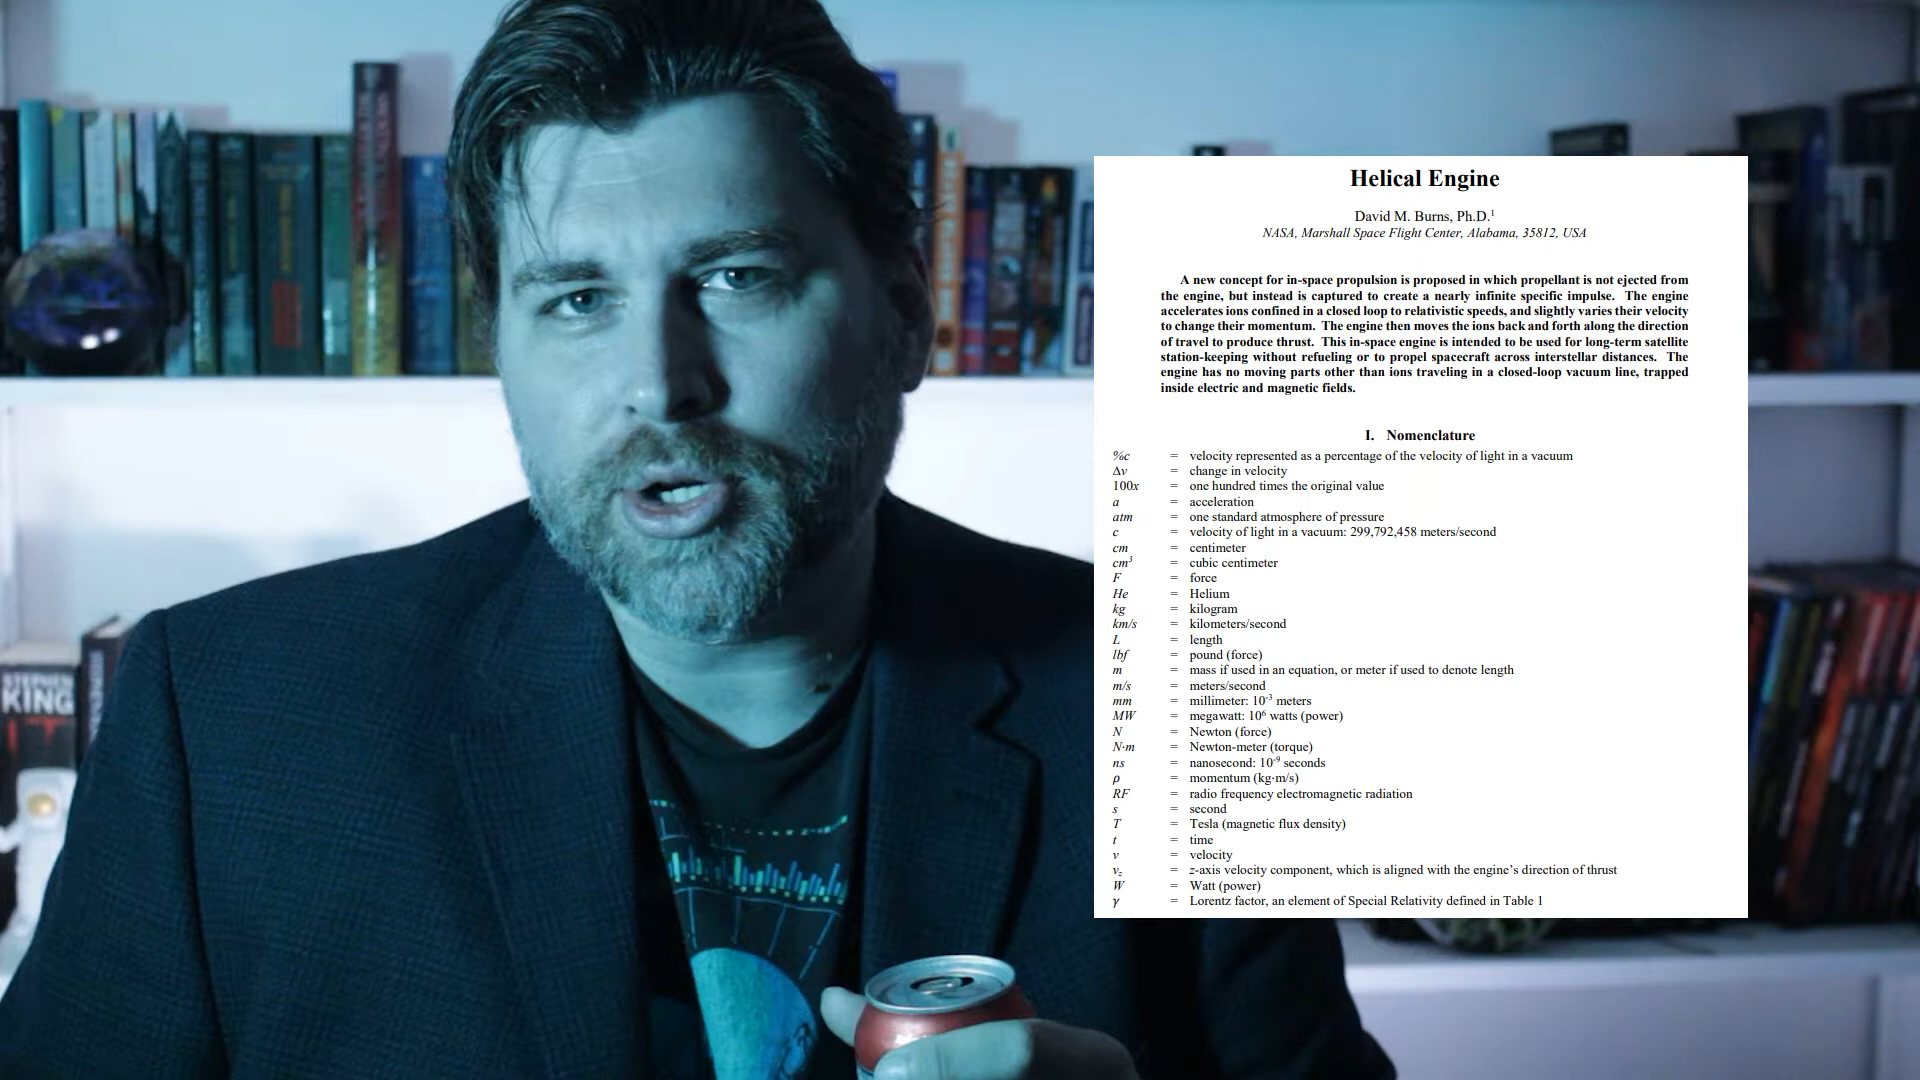 STEPHEN
KING
Helical Engine
David M. Burns, Ph.D.¹
NASA, Marshall Space Flight Center, Alabama, 35812, USA
A new concept for in-space propulsion is proposed in which propellant is not ejected from
the engine, but instead is captured to create a nearly infinite specific impulse. The engine
accelerates ions confined in a closed loop to relativistic speeds, and slightly varies their velocity
to change their momentum. The engine then moves the ions back and forth along the direction
of travel to produce thrust. This in-space engine is intended to be used for long-term satellite
station-keeping without refueling or to propel spacecraft across interstellar distances. The
engine has no moving parts other than ions traveling in a closed-loop vacuum line, trapped
inside electric and magnetic fields.
I. Nomenclature
%c = velocity represented as a percentage of the velocity of light in a vacuum
Δv = change in velocity
100x = one hundred times the original value
a = acceleration
atm = one standard atmosphere of pressure
c = velocity of light in a vacuum: 299,792,458 meters/second
cm = centimeter
cm³ = cubic centimeter
F = force
He = Helium
kg = kilogram
km/s = kilometers/second
L = length
lbf = pound (force)
m = mass if used in an equation, or meter if used to denote length
m/s = meters/second
mm = millimeter: 10⁻³ meters
MW = megawatt: 10⁶ watts (power)
N = Newton (force)
N·m = Newton-meter (torque)
ns = nanosecond: 10⁻⁹ seconds
ρ = momentum (kg·m/s)
RF = radio frequency electromagnetic radiation
s = second
T = Tesla (magnetic flux density)
t = time
v = velocity
v_z = z-axis velocity component, which is aligned with the engine's direction of thrust
W = Watt (power)
γ = Lorentz factor, an element of Special Relativity defined in Table 1